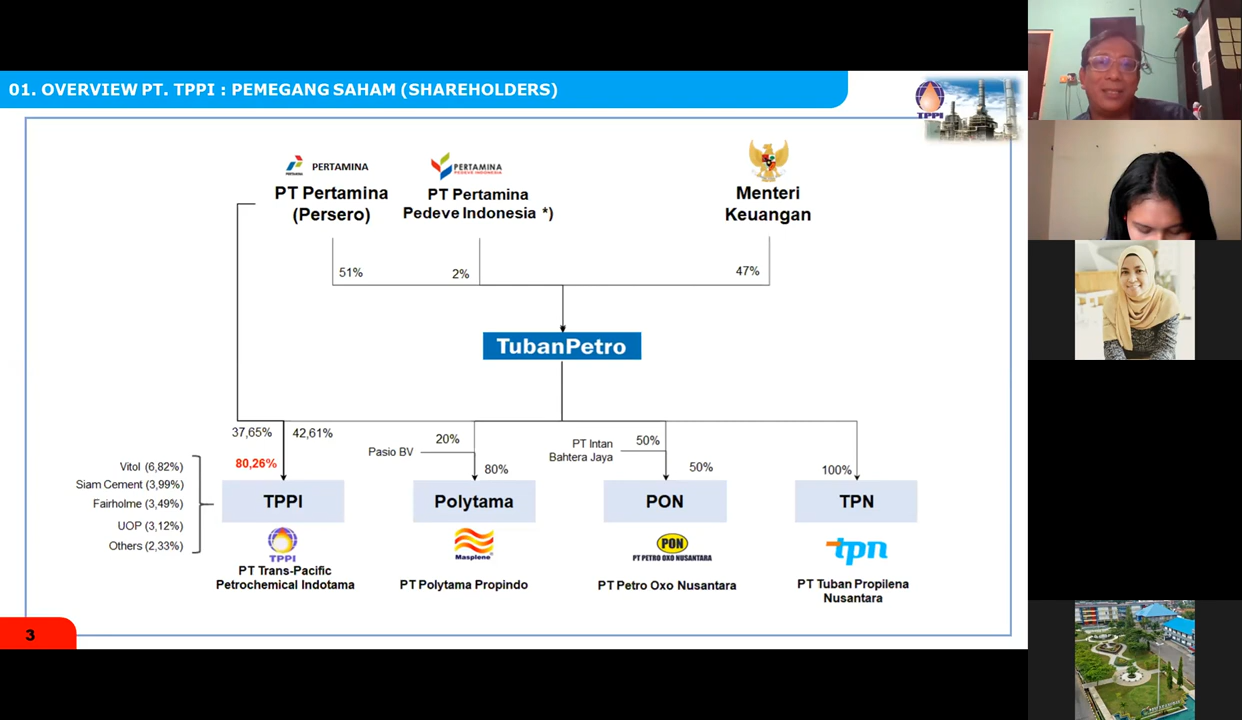 01. OVERVIEW PT. TPPI : PEMEGANG SAHAM (SHAREHOLDERS)
TPPI
PERTAMINA
PERTAMINA
PERTAMINA
PEDEVE INDONESIA
PT Pertamina
(Persero)
PT Pertamina
Pedeve Indonesia *)
Menteri
Keuangan
51%
2%
47%
TubanPetro
37,65%
42,61%
80,26%
Pasio BV
20%
80%
PT Intan
Bahtera Jaya
50%
50%
100%
Vitol (6,82%)
Siam Cement (3,99%)
Fairholme (3,49%)
UOP (3,12%)
Others (2,33%)
TPPI
Polytama
PON
TPN
TPPI
PT Trans-Pacific
Petrochemical Indotama
Masplene
PT Polytama Propindo
PON
PT PETRO OXO NUSANTARA
PT Petro Oxo Nusantara
tpn
PT Tuban Propilena
Nusantara
3